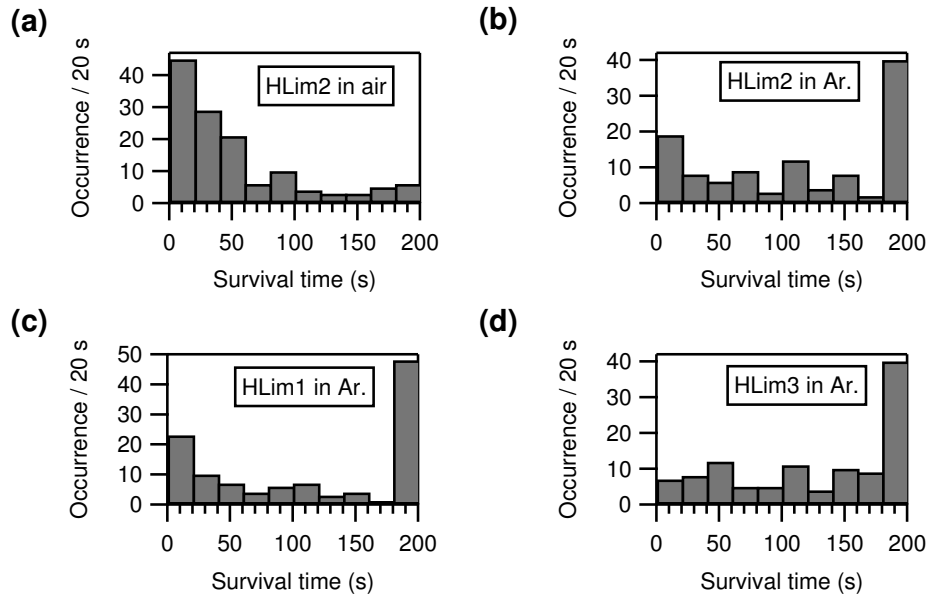 (a)
Occurrence / 20 s
40
30
20
10
0
HLim2 in air
0 50 100 150 200
Survival time (s)
(b)
Occurrence / 20 s
40
30
20
10
0
HLim2 in Ar.
0 50 100 150 200
Survival time (s)
(c)
Occurrence / 20 s
50
40
30
20
10
0
HLim1 in Ar.
0 50 100 150 200
Survival time (s)
(d)
Occurrence / 20 s
40
30
20
10
0
HLim3 in Ar.
0 50 100 150 200
Survival time (s)